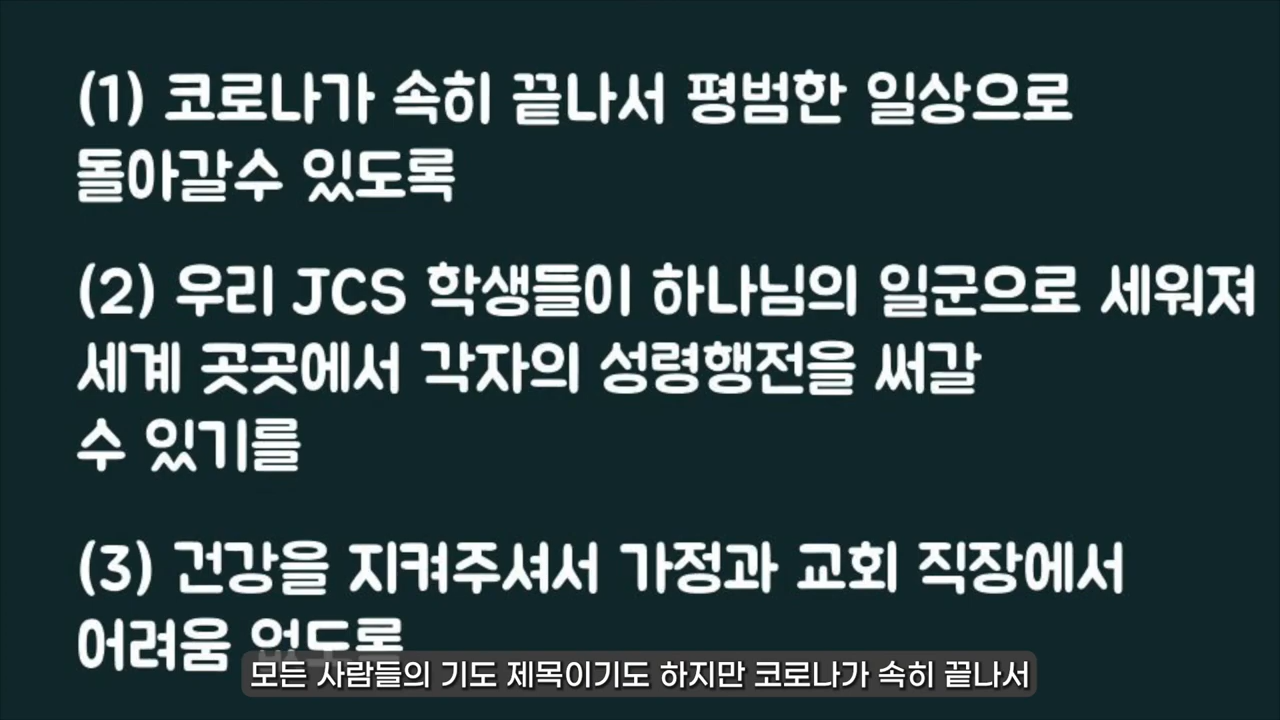 (1) 코로나가 속히 끝나서 평범한 일상으로
돌아갈수 있도록
(2) 우리 JCS 학생들이 하나님의 일군으로 세워져
세계 곳곳에서 각자의 성령행전을 써갈
수 있기를
(3) 건강을 지켜주셔서 가정과 교회 직장에서
어려움 없도록
모든 사람들의 기도 제목이기도 하지만 코로나가 속히 끝나서